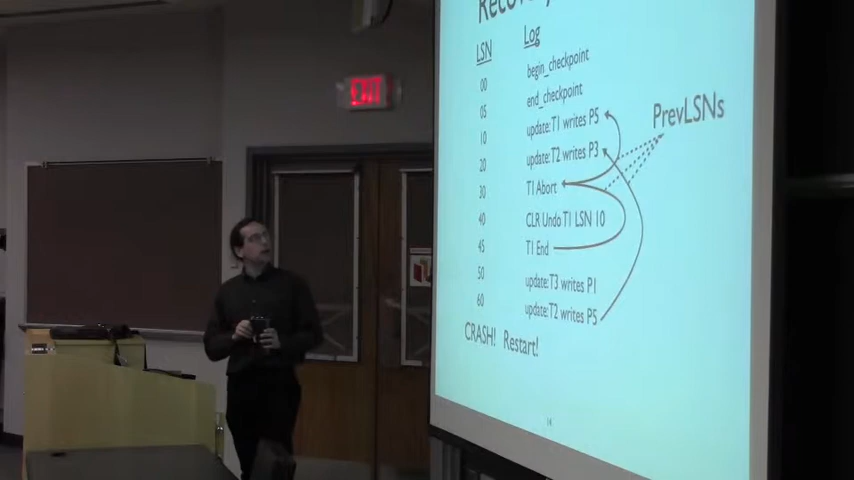 EXIT
Recovery
LSN Log
00 begin_checkpoint
05 end_checkpoint
10 update: T1 writes P5
20 update: T2 writes P3
30 T1 Abort
40 CLR Undo T1 LSN 10
45 T1 End
50 update: T3 writes P1
60 update: T2 writes P5
PrevLSNs
CRASH! Restart!
14